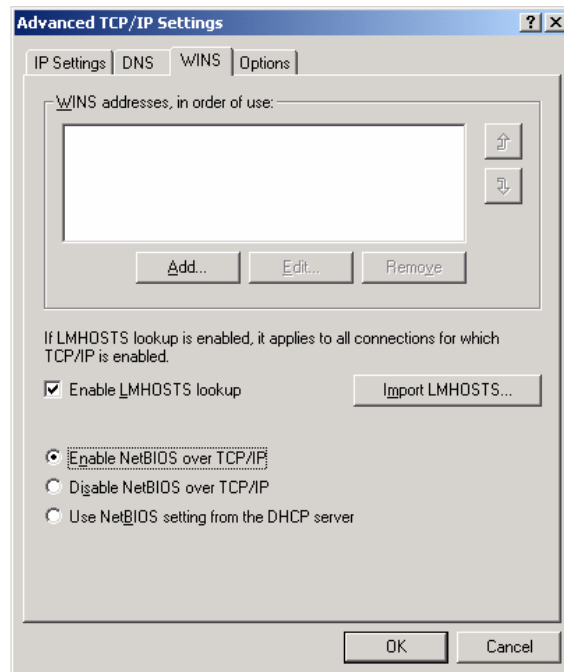 Advanced TCP/IP Settings
IP Settings DNS WINS Options
WINS addresses, in order of use:
Add... Edit... Remove
If LMHOSTS lookup is enabled, it applies to all connections for which
TCP/IP is enabled.
Enable LMHOSTS lookup Import LMHOSTS...
Enable NetBIOS over TCP/IP
Disable NetBIOS over TCP/IP
Use NetBIOS setting from the DHCP server
OK Cancel